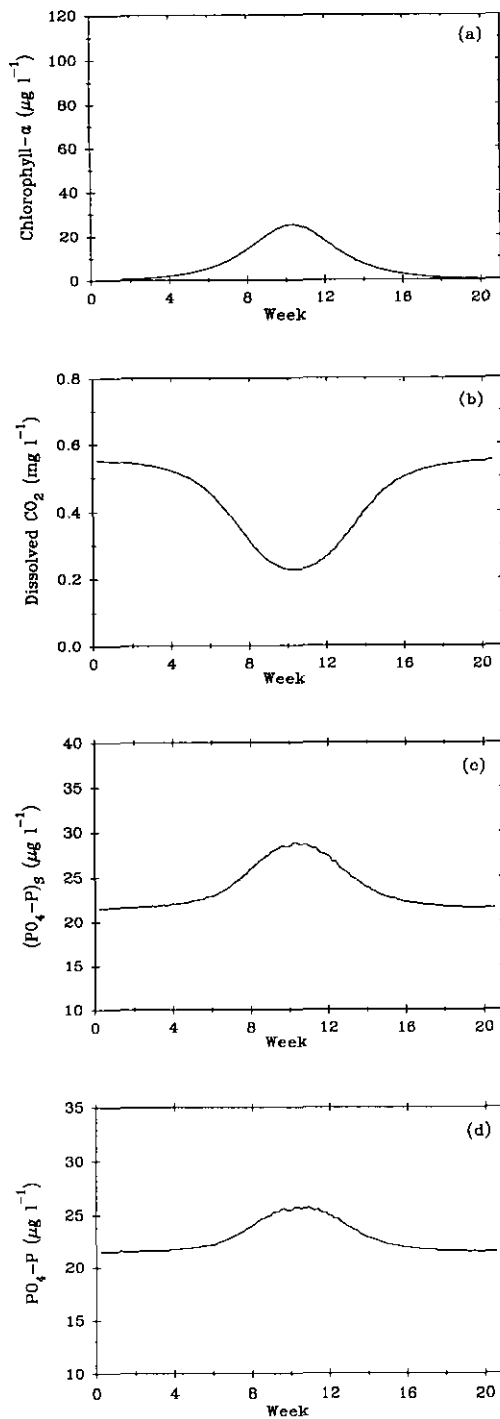 (a)
Chlorophyll-a (μg l⁻¹)
120
100
80
60
40
20
0
0 4 8 12 16 20
Week
(b)
Dissolved CO₂ (mg l⁻¹)
0.8
0.6
0.4
0.2
0.0
0 4 8 12 16 20
Week
(c)
(PO₄-P)ₛ (μg l⁻¹)
40
35
30
25
20
15
10
0 4 8 12 16 20
Week
(d)
PO₄-P (μg l⁻¹)
35
30
25
20
15
10
0 4 8 12 16 20
Week